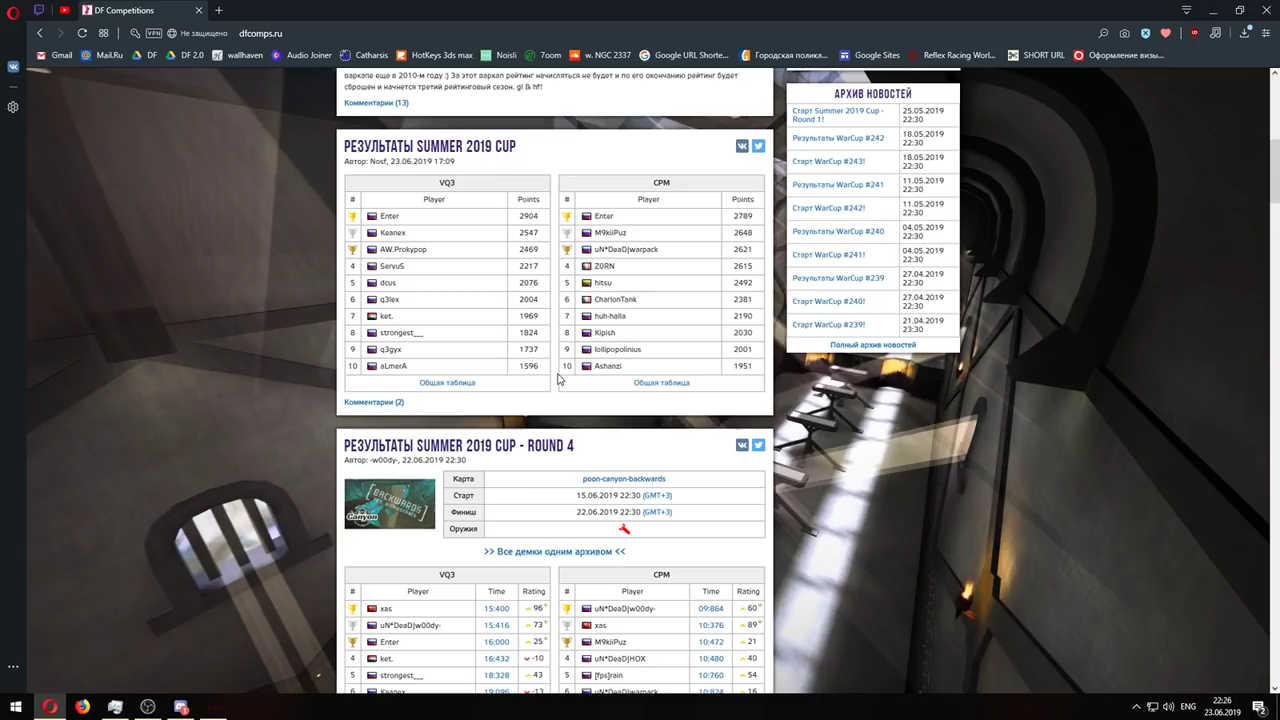 DF Competitions
Не защищено
dfcomps.ru
VPN
Gmail
Mail.Ru
DF
DF 2.0
wallhaven
Audio Joiner
Catharsis
HotKeys 3ds max
Noisli
7oom
w. NGC 2337
Google URL Shorte...
Городская полика...
Google Sites
Reflex Racing Worl...
SHORT URL
Оформление визы...
варкапе еще в 2010-м году :) За этот варкап рейтинг начисляться не будет и по его окончанию рейтинг будет
сброшен и начнется третий рейтинговый сезон. gl & hf!
Комментарии (13)
РЕЗУЛЬТАТЫ SUMMER 2019 CUP
Автор: Nosf, 23.06.2019 17:09
VQ3
# Player Points
Enter 2904
Keanex 2547
AW.Prokypop 2469
4 ServuS 2217
5 dcus 2076
6 q3lex 2004
7 ket. 1969
8 strongest___ 1824
9 q3gyx 1737
10 aLmerA 1596
Общая таблица
CPM
# Player Points
Enter 2789
M9kiiPuz 2648
uN*DeaD|warpack 2621
4 Z0RN 2615
5 hitsu 2492
6 CharlonTank 2381
7 huh-halla 2190
8 Kipish 2030
9 lollipopolinius 2001
10 Ashanzi 1951
Общая таблица
Комментарии (2)
РЕЗУЛЬТАТЫ SUMMER 2019 CUP - ROUND 4
Автор: -w00dy-, 22.06.2019 22:30
BACKWARDS
Canyon
Карта poon-canyon-backwards
Старт 15.06.2019 22:30 (GMT+3)
Финиш 22.06.2019 22:30 (GMT+3)
Оружия
>> Все демки одним архивом <<
VQ3
# Player Time Rating
xas 15:400 96
uN*DeaD|w00dy- 15:416 73
Enter 16:000 25
4 ket. 16:432 -10
5 strongest___ 18:328 43
6 Keanex 19:096 -13
CPM
# Player Time Rating
uN*DeaD|w00dy- 09:864 60
xas 10:376 89
M9kiiPuz 10:472 21
4 uN*DeaD|HOX 10:480 40
5 [fps]rain 10:760 54
6 uN*DeaD|warpack 10:824 16
АРХИВ НОВОСТЕЙ
Старт Summer 2019 Cup - Round 1! 25.05.2019 22:30
Результаты WarCup #242 18.05.2019 22:30
Старт WarCup #243! 18.05.2019 22:30
Результаты WarCup #241 11.05.2019 22:30
Старт WarCup #242! 11.05.2019 22:30
Результаты WarCup #240 04.05.2019 22:30
Старт WarCup #241! 04.05.2019 22:30
Результаты WarCup #239 27.04.2019 22:30
Старт WarCup #240! 27.04.2019 22:30
Старт WarCup #239! 21.04.2019 23:30
Полный архив новостей
ENG
22:26
23.06.2019